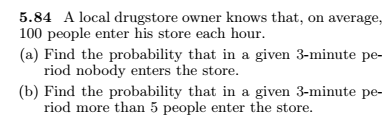 5.84 A local drugstore owner knows that, on average,
100 people enter his store each hour.
(a) Find the probability that in a given 3-minute pe-
riod nobody enters the store.
(b) Find the probability that in a given 3-minute pe-
riod more than 5 people enter the store.